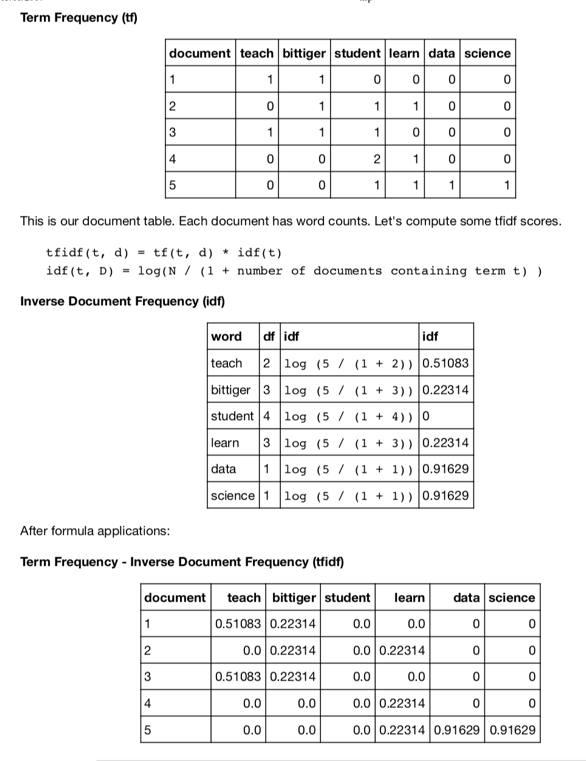 Term Frequency (tf)
document teach bittiger student learn data science
1 1 1 0 0 0 0
2 0 1 1 1 0 0
3 1 1 1 0 0 0
4 0 0 2 1 0 0
5 0 0 1 1 1 1
This is our document table. Each document has word counts. Let's compute some tfidf scores.
tfidf(t, d) = tf(t, d) * idf(t)
idf(t, D) = log(N / (1 + number of documents containing term t) )
Inverse Document Frequency (idf)
word df idf idf
teach 2 log (5 / (1 + 2)) 0.51083
bittiger 3 log (5 / (1 + 3)) 0.22314
student 4 log (5 / (1 + 4)) 0
learn 3 log (5 / (1 + 3)) 0.22314
data 1 log (5 / (1 + 1)) 0.91629
science 1 log (5 / (1 + 1)) 0.91629
After formula applications:
Term Frequency - Inverse Document Frequency (tfidf)
document teach bittiger student learn data science
1 0.51083 0.22314 0.0 0.0 0 0
2 0.0 0.22314 0.0 0.22314 0 0
3 0.51083 0.22314 0.0 0.0 0 0
4 0.0 0.0 0.0 0.22314 0 0
5 0.0 0.0 0.0 0.22314 0.91629 0.91629